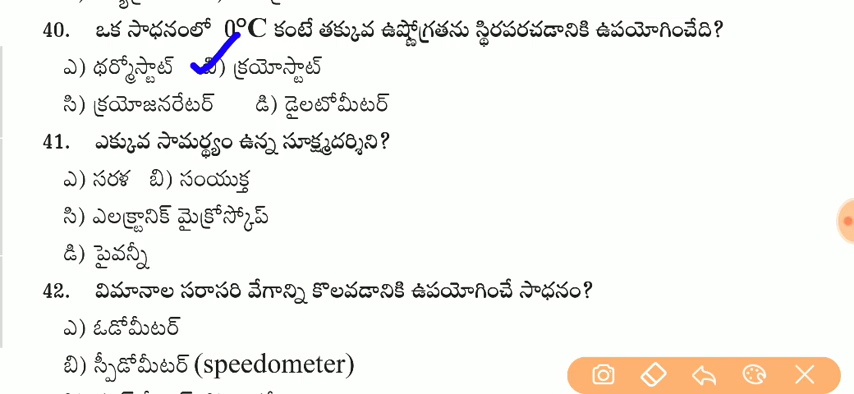 40. ఒక సాధనంలో 0°C కంటే తక్కువ ఉష్ణోగ్రతను స్థిరపరచడానికి ఉపయోగించేది?
ఎ) థర్మోస్టాట్ బి) క్రయోస్టాట్
సి) క్రయోజనరేటర్ డి) డైలటోమీటర్
41. ఎక్కువ సామర్థ్యం ఉన్న సూక్ష్మదర్శిని?
ఎ) సరళ బి) సంయుక్త
సి) ఎలక్ట్రానిక్ మైక్రోస్కోప్
డి) పైవన్నీ
42. విమానాల సరాసరి వేగాన్ని కొలవడానికి ఉపయోగించే సాధనం?
ఎ) ఓడోమీటర్
బి) స్పీడోమీటర్ (speedometer)